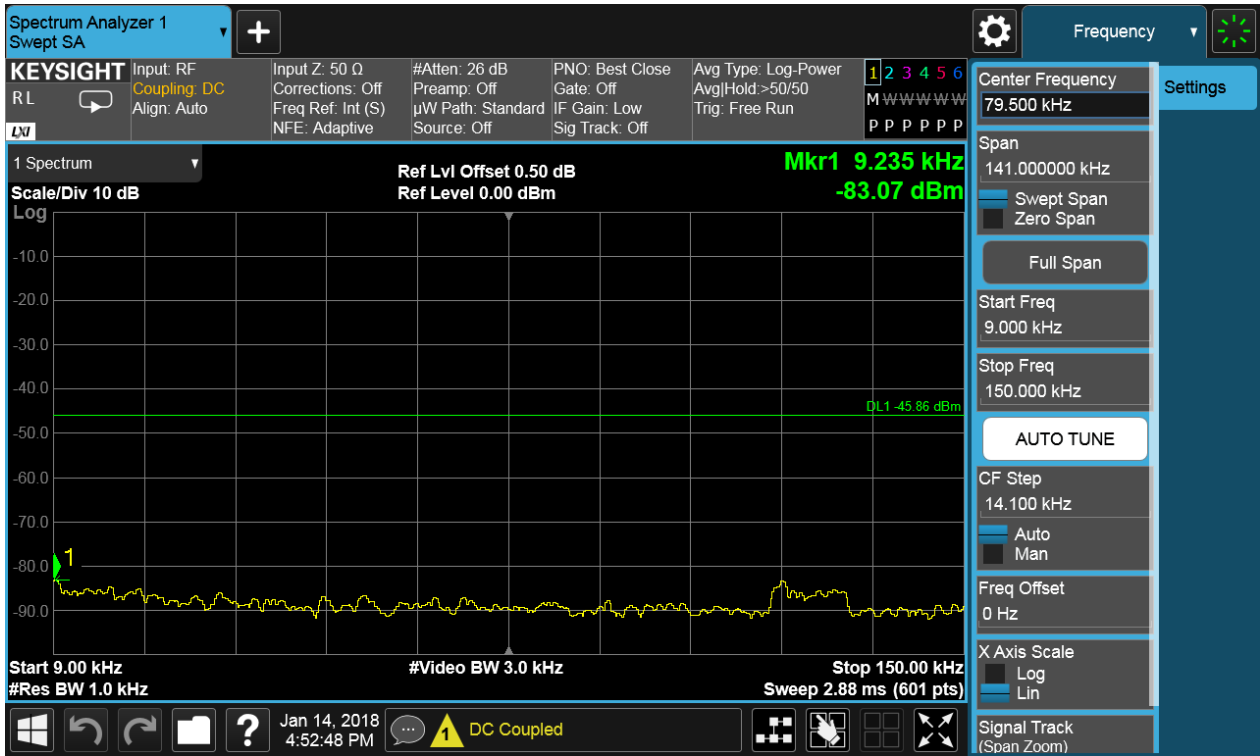 Spectrum Analyzer 1
Swept SA
+
Frequency
KEYSIGHT
RL
LXI
Input: RF
Coupling: DC
Align: Auto
Input Z: 50 Ω
Corrections: Off
Freq Ref: Int (S)
NFE: Adaptive
#Atten: 26 dB
Preamp: Off
µW Path: Standard
Source: Off
PNO: Best Close
Gate: Off
IF Gain: Low
Sig Track: Off
Avg Type: Log-Power
Avg|Hold:>50/50
Trig: Free Run
1 2 3 4 5 6
M W W W W W
P P P P P P
1 Spectrum
Scale/Div 10 dB
Log
Ref Lvl Offset 0.50 dB
Ref Level 0.00 dBm
Mkr1 9.235 kHz
-83.07 dBm
-10.0
-20.0
-30.0
-40.0
DL1 -45.86 dBm
-50.0
-60.0
-70.0
1
-80.0
-90.0
Start 9.00 kHz
#Res BW 1.0 kHz
#Video BW 3.0 kHz
Stop 150.00 kHz
Sweep 2.88 ms (601 pts)
?
Jan 14, 2018
4:52:48 PM
1
DC Coupled
Center Frequency
79.500 kHz
Span
141.000000 kHz
Swept Span
Zero Span
Full Span
Start Freq
9.000 kHz
Stop Freq
150.000 kHz
AUTO TUNE
CF Step
14.100 kHz
Auto
Man
Freq Offset
0 Hz
X Axis Scale
Log
Lin
Signal Track
(Span Zoom)
Settings